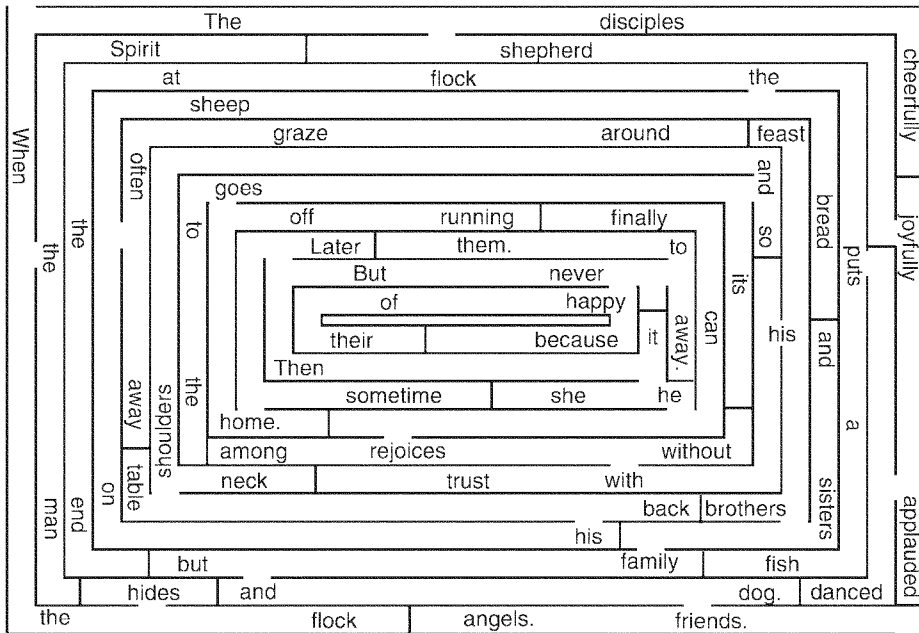 The disciples
Spirit shepherd
cheerfully
at flock the
sheep
graze around feast
When
often
and
goes
bread
joyfully
off running finally
to
so
the
the
Later them. to
its
puts
But never
of happy
can
his
their because
it
away.
and
Then
sometime she he
the
away
shoulders
a
home.
among rejoices without
neck trust with
table
on
end
man
sisters
applauded
back brothers
his
but family fish
hides and dog. danced
the flock angels. friends.